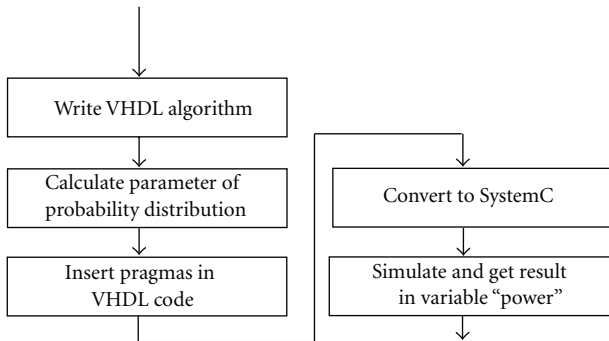 Write VHDL algorithm
Calculate parameter of
probability distribution
Insert pragmas in
VHDL code
Convert to SystemC
Simulate and get result
in variable “power”